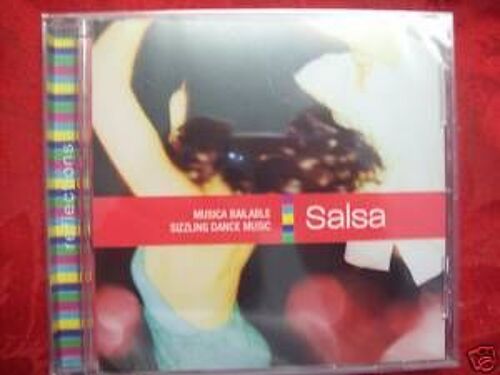 reflections
MUSICA BAILABLE
SIZZLING DANCE MUSIC
Salsa